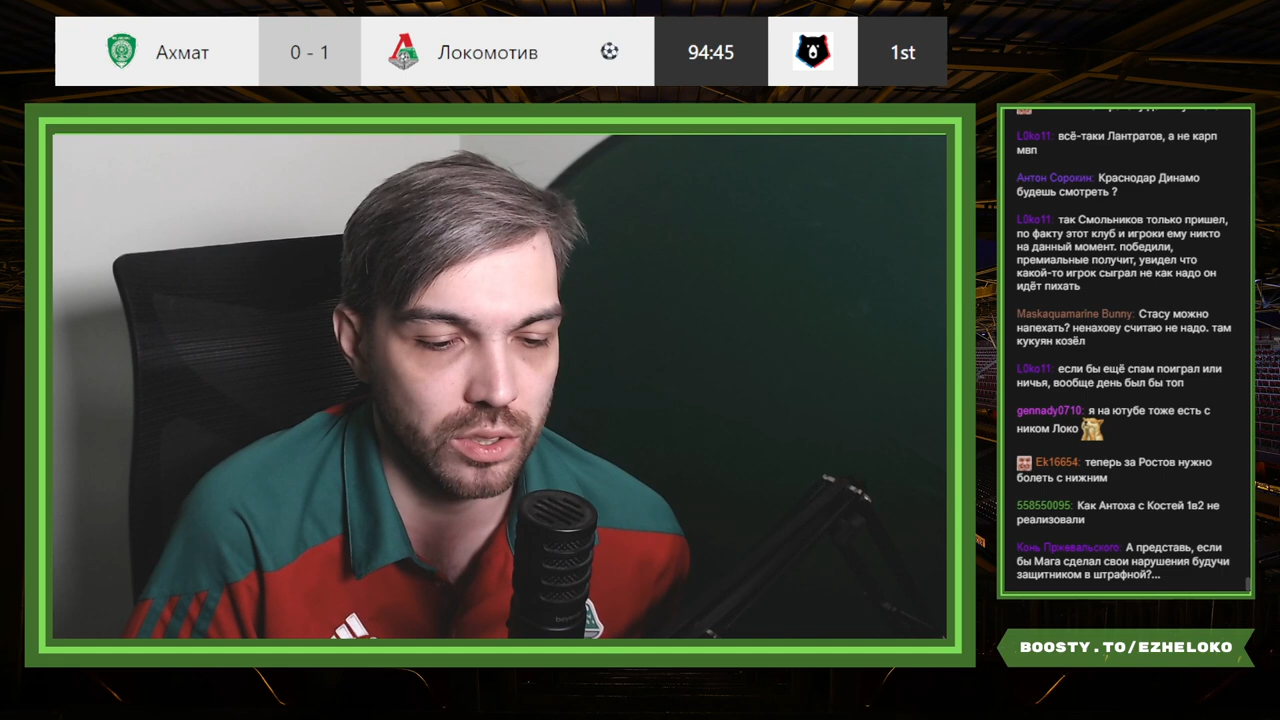 Ахмат
0 - 1
Локомотив
94:45
1st
L0ko11: всё-таки Лантратов, а не карп
мвп
Антон Сорокин: Краснодар Динамо
будешь смотреть ?
L0ko11: так Смольников только пришел,
по факту этот клуб и игроки ему никто
на данный момент. победили,
премиальные получит, увидел что
какой-то игрок сыграл не как надо он
идёт пихать
Maskaquamarine Bunny: Стасу можно
напехать? ненахову считаю не надо. там
кукуян козёл
L0ko11: если бы ещё спам поиграл или
ничья, вообще день был бы топ
gennady0710: я на ютубе тоже есть с
ником Локо
Ek16654: теперь за Ростов нужно
болеть с нижним
558550095: Как Антоха с Костей 1в2 не
реализовали
Конь Пржевальского: А представь, если
бы Мага сделал свои нарушения будучи
защитником в штрафной?...
BOOSTY.TO/EZHELOKO